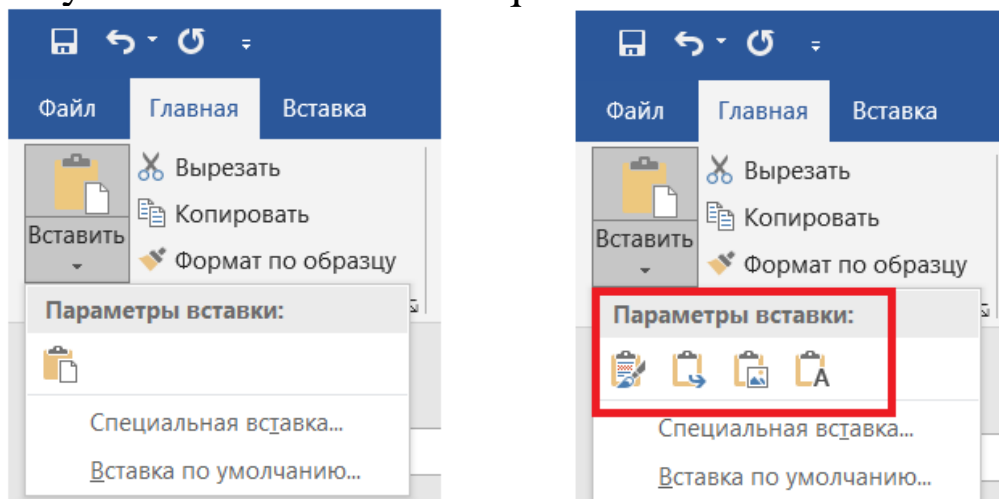 Файл Главная Вставка
Вырезать
Копировать
Вставить
Формат по образцу
Параметры вставки:
Специальная вставка...
Вставка по умолчанию...
Файл Главная Вставка
Вырезать
Копировать
Вставить
Формат по образцу
Параметры вставки:
Специальная вставка...
Вставка по умолчанию...